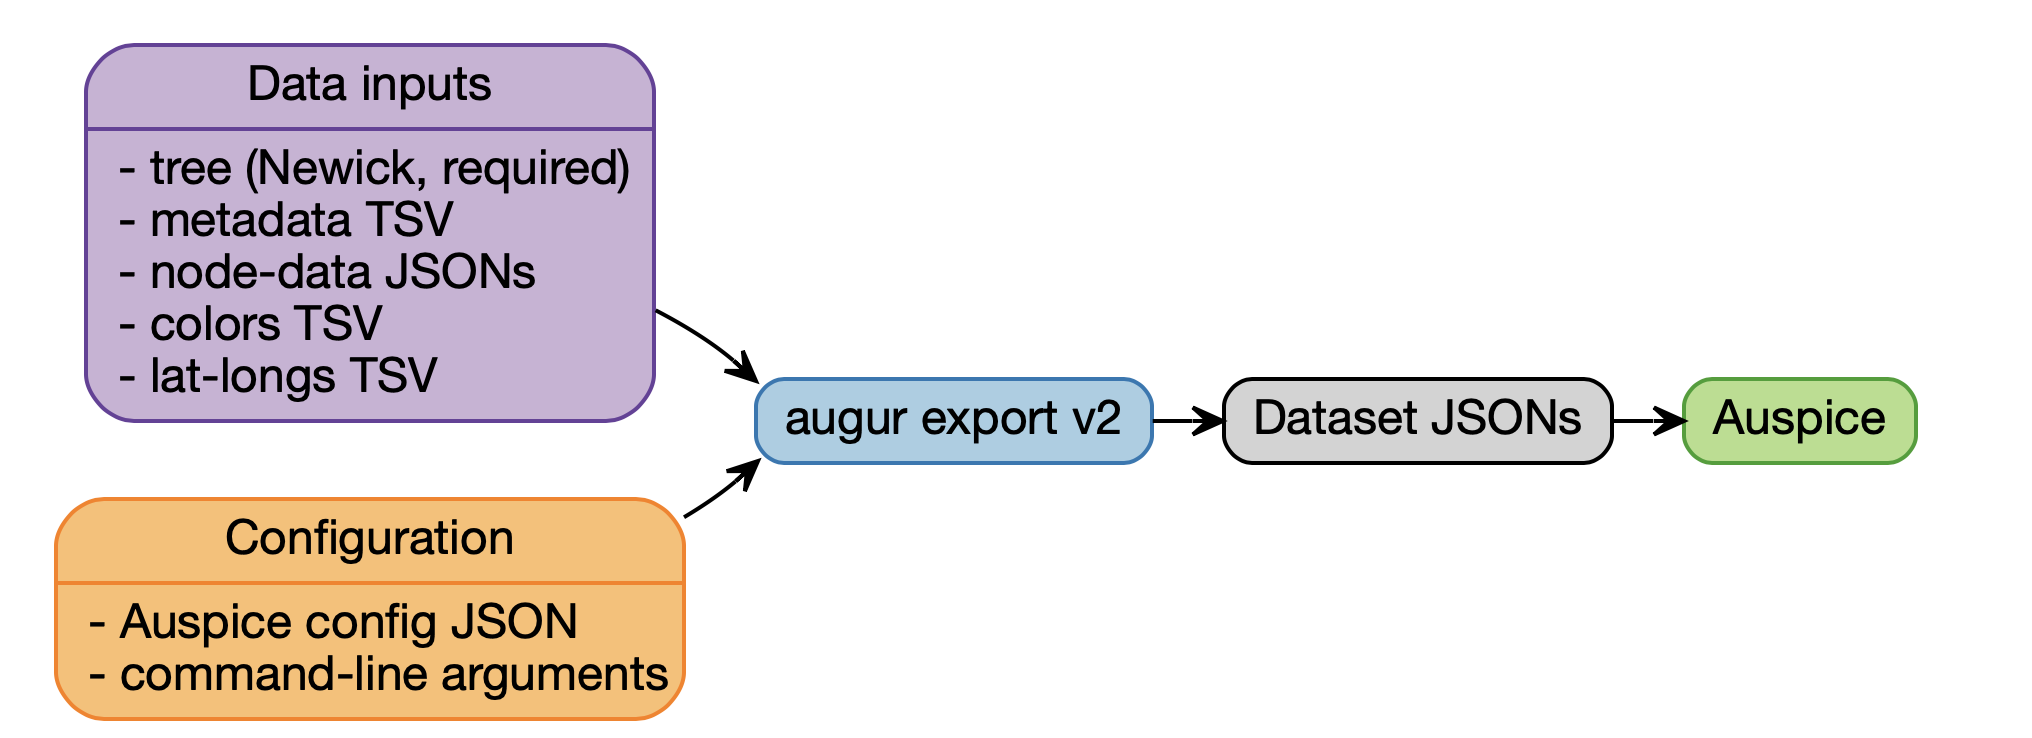 Data inputs
- tree (Newick, required)
- metadata TSV
- node-data JSONs
- colors TSV
- lat-longs TSV
Configuration
- Auspice config JSON
- command-line arguments
augur export v2
Dataset JSONs
Auspice